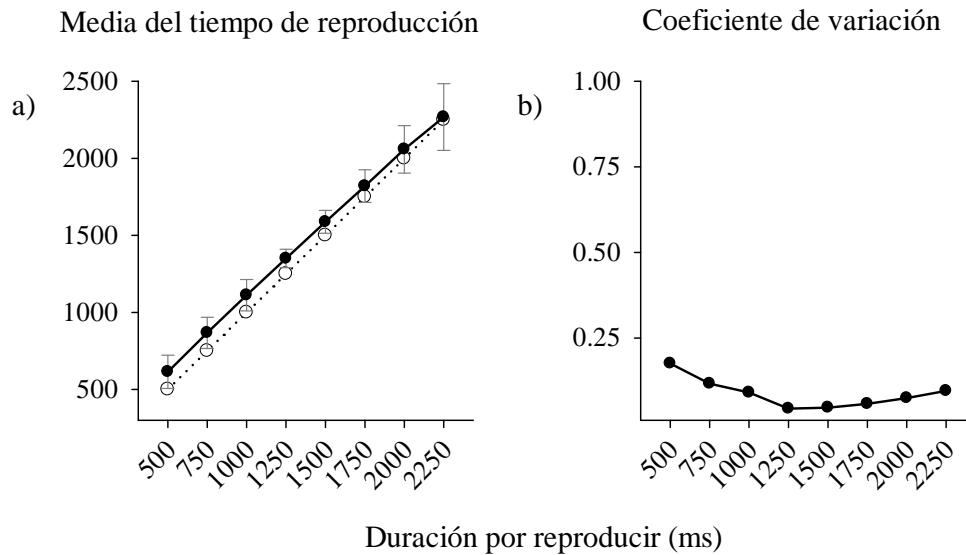 Media del tiempo de reproducción
Coeficiente de variación
a)
2500
2000
1500
1000
500
500 750 1000 1250 1500 1750 2000 2250
b)
1.00
0.75
0.50
0.25
500 750 1000 1250 1500 1750 2000 2250
Duración por reproducir (ms)